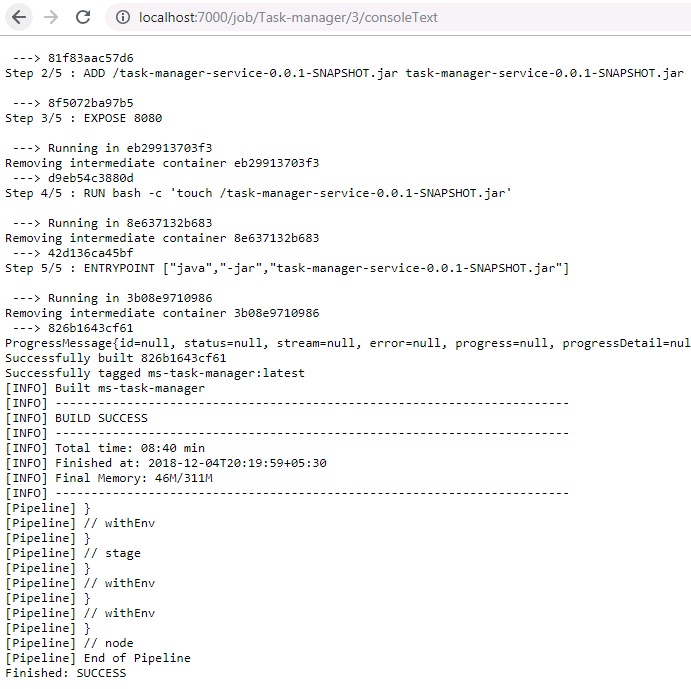 localhost:7000/job/Task-manager/3/consoleText
---> 81f83aac57d6
Step 2/5 : ADD /task-manager-service-0.0.1-SNAPSHOT.jar task-manager-service-0.0.1-SNAPSHOT.jar
---> 8f5072ba97b5
Step 3/5 : EXPOSE 8080
---> Running in eb29913703f3
Removing intermediate container eb29913703f3
---> d9eb54c3880d
Step 4/5 : RUN bash -c 'touch /task-manager-service-0.0.1-SNAPSHOT.jar'
---> Running in 8e637132b683
Removing intermediate container 8e637132b683
---> 42d136ca45bf
Step 5/5 : ENTRYPOINT ["java","-jar","task-manager-service-0.0.1-SNAPSHOT.jar"]
---> Running in 3b08e9710986
Removing intermediate container 3b08e9710986
---> 826b1643cf61
ProgressMessage{id=null, status=null, stream=null, error=null, progress=null, progressDetail=nul
Successfully built 826b1643cf61
Successfully tagged ms-task-manager:latest
[INFO] Built ms-task-manager
[INFO] ------------------------------------------------------------------------
[INFO] BUILD SUCCESS
[INFO] ------------------------------------------------------------------------
[INFO] Total time: 08:40 min
[INFO] Finished at: 2018-12-04T20:19:59+05:30
[INFO] Final Memory: 46M/311M
[INFO] ------------------------------------------------------------------------
[Pipeline] }
[Pipeline] // withEnv
[Pipeline] }
[Pipeline] // stage
[Pipeline] }
[Pipeline] // withEnv
[Pipeline] }
[Pipeline] // withEnv
[Pipeline] }
[Pipeline] // node
[Pipeline] End of Pipeline
Finished: SUCCESS